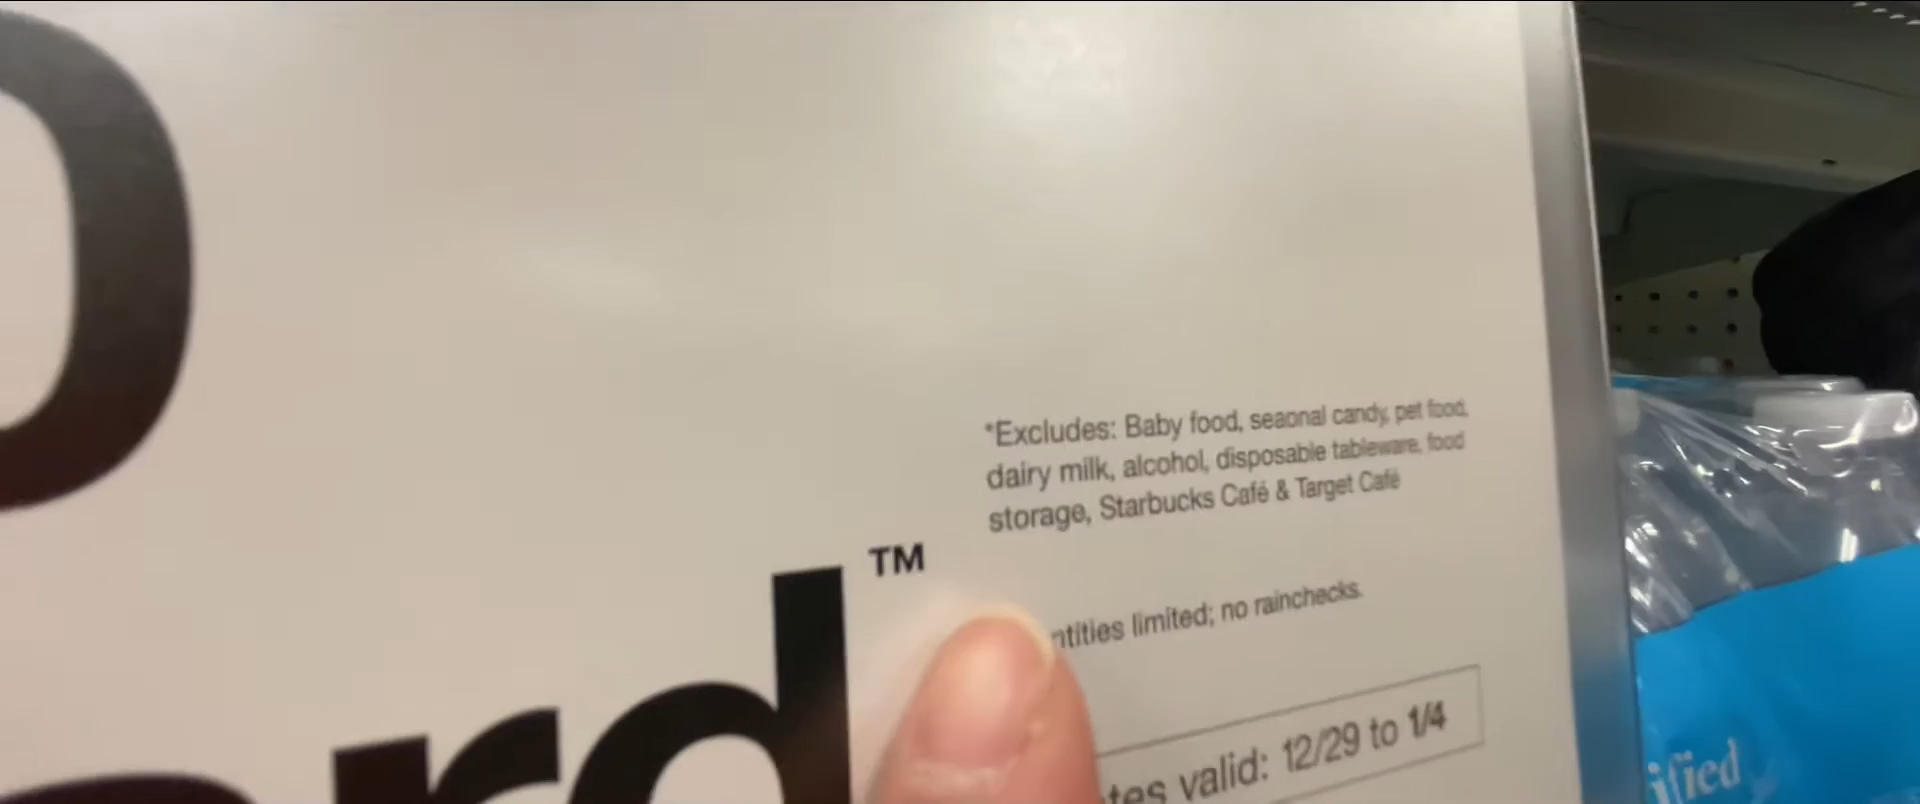 *Excludes: Baby food, seaonal candy, pet food,
dairy milk, alcohol, disposable tableware, food
storage, Starbucks Café & Target Café
TM
ntities limited; no rainchecks.
tes valid: 12/29 to 1/4
rd
ified